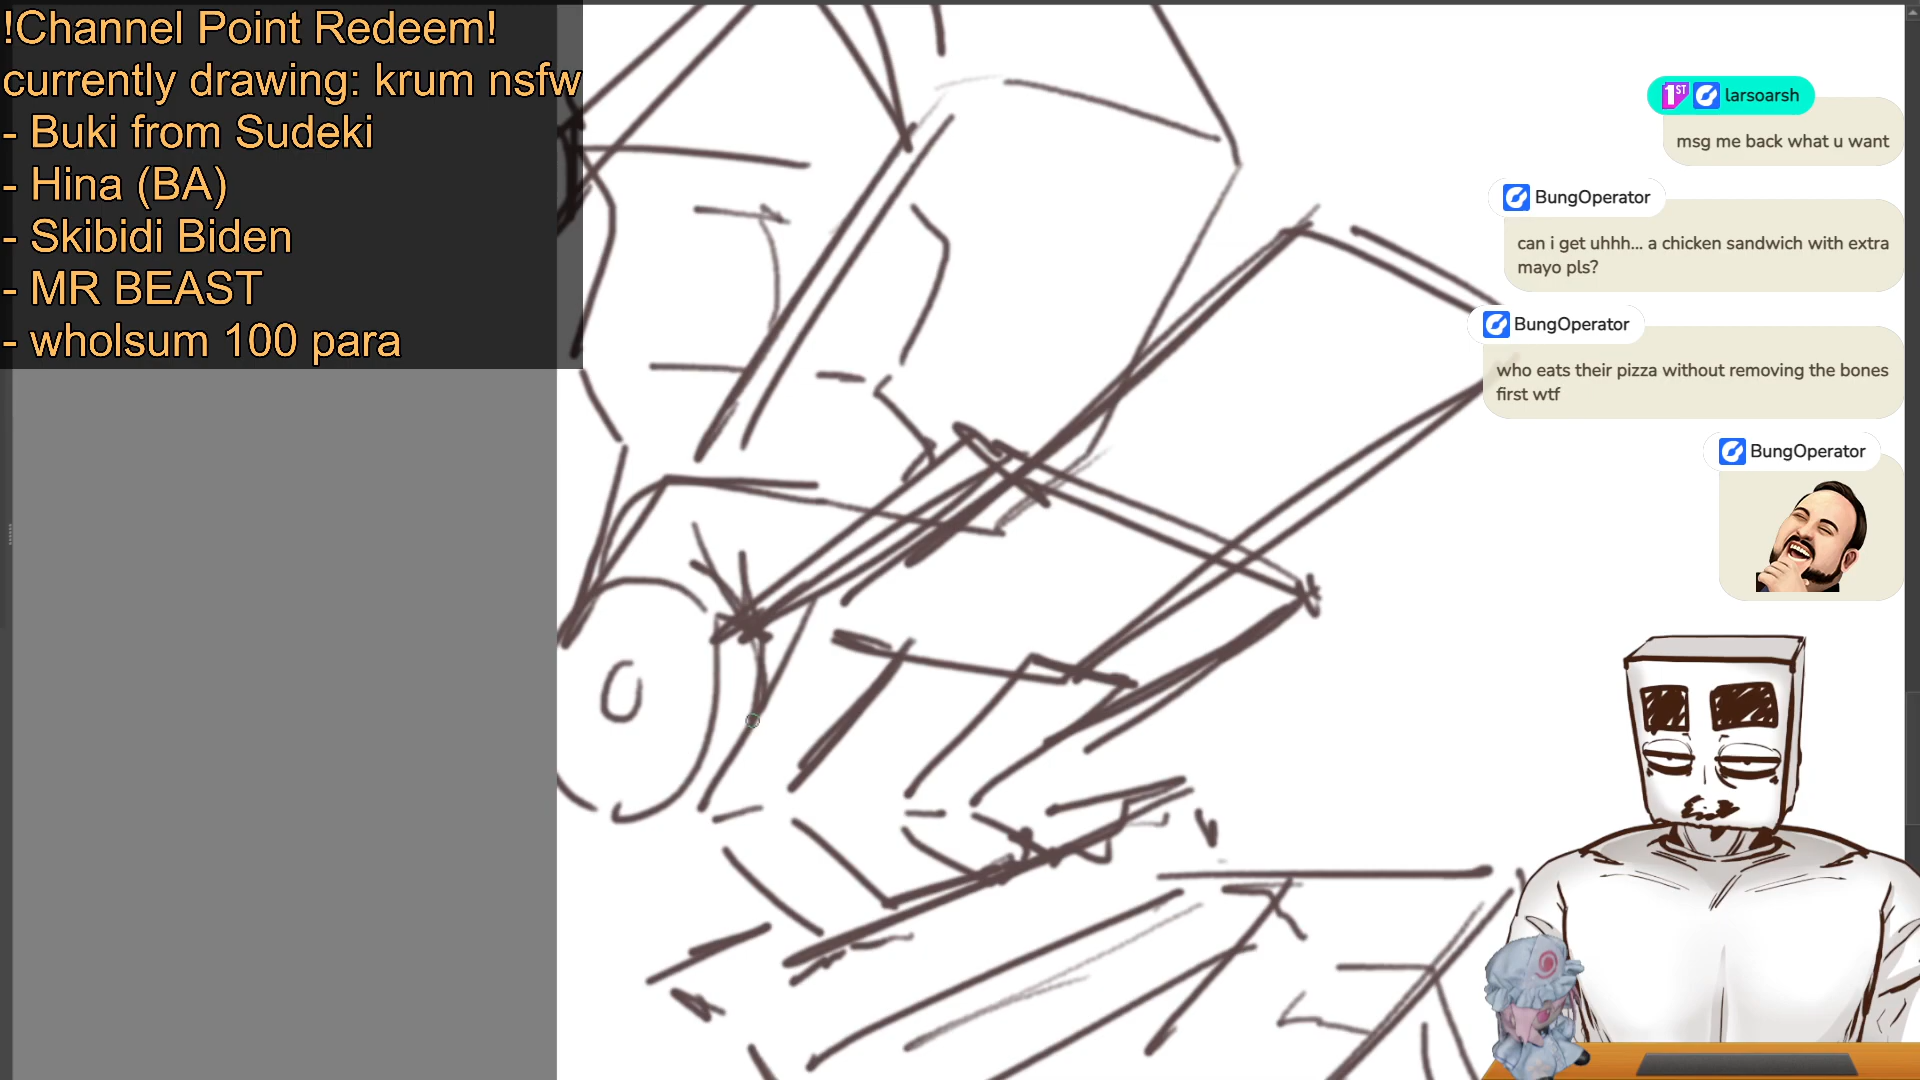 !Channel Point Redeem!
currently drawing: krum nsfw
- Buki from Sudeki
- Hina (BA)
- Skibidi Biden
- MR BEAST
- wholsum 100 para
1ST larsoarsh
msg me back what u want
BungOperator
can i get uhhh... a chicken sandwich with extra
mayo pls?
BungOperator
who eats their pizza without removing the bones
first wtf
BungOperator